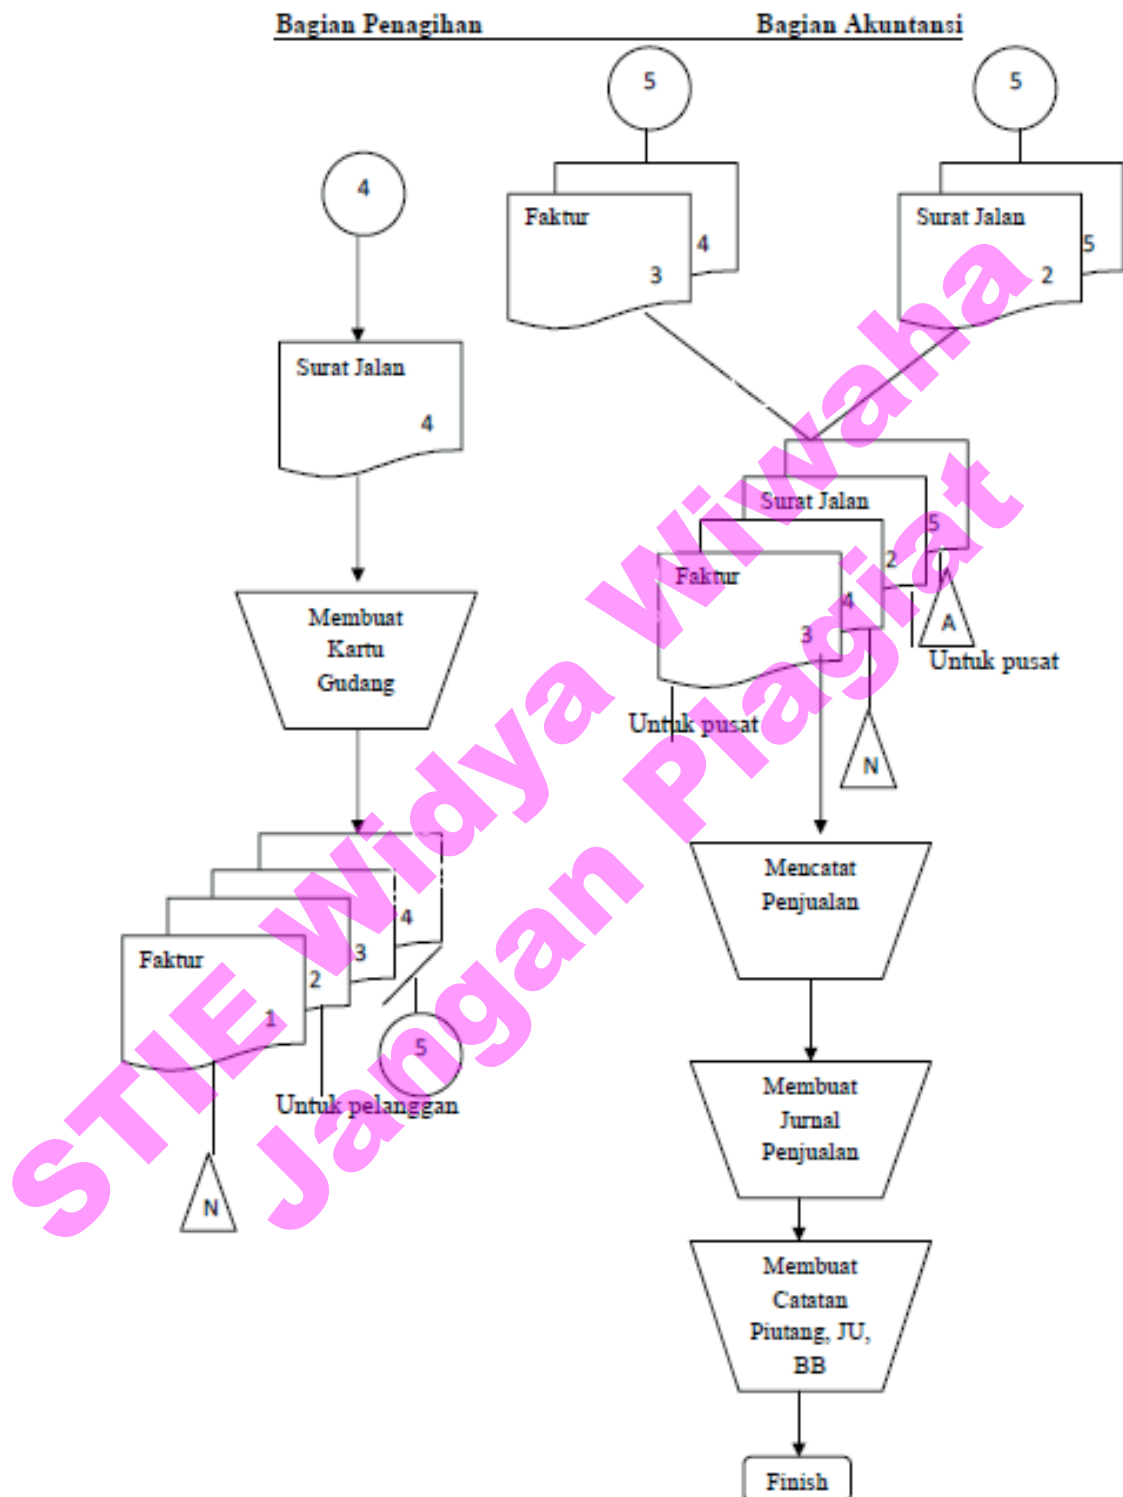 Bagian Penagihan
Bagian Akuntansi
4
Surat Jalan
4
Membuat
Kartu
Gudang
Faktur
1
2
3
4
5
Untuk pelanggan
N
5
Faktur
3
4
5
Surat Jalan
2
5
Surat Jalan
5
2
Faktur
4
3
A
Untuk pusat
Untuk pusat
N
Mencatat
Penjualan
Membuat
Jurnal
Penjualan
Membuat
Catatan
Piutang, JU,
BB
Finish
STIE Widya Wiwaha
Jangan Plagiat